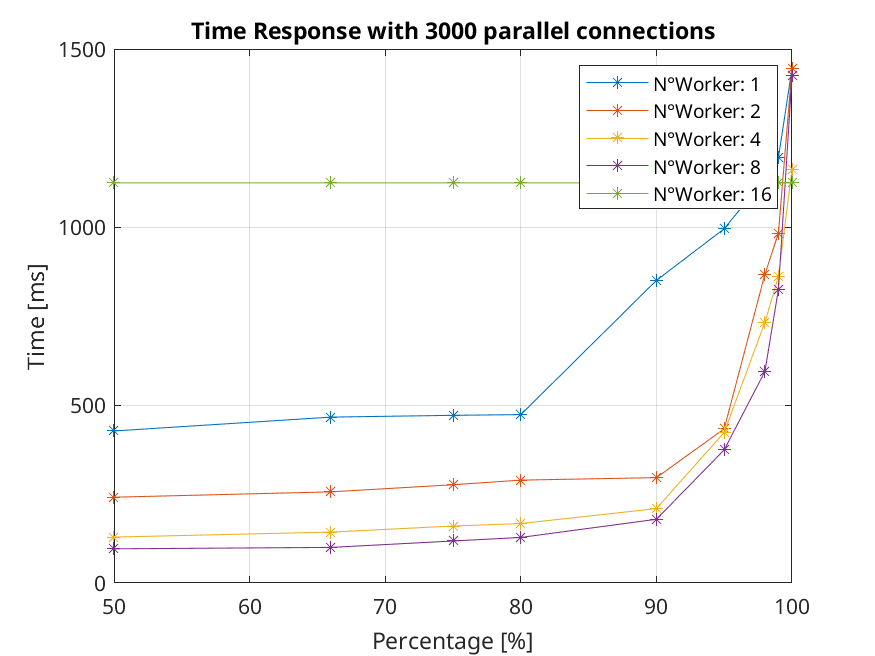 Time Response with 3000 parallel connections
1500
1000
500
0
Time [ms]
N°Worker: 1
N°Worker: 2
N°Worker: 4
N°Worker: 8
N°Worker: 16
50 60 70 80 90 100
Percentage [%]